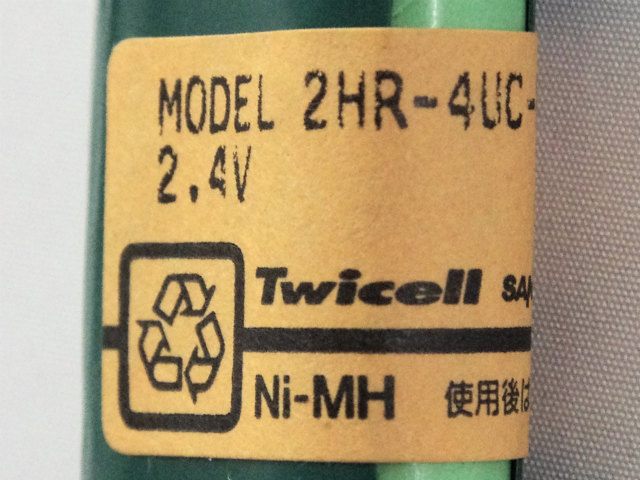 MODEL 2HR-4UC-
2.4V
Twicell
Ni-MH 使用後は